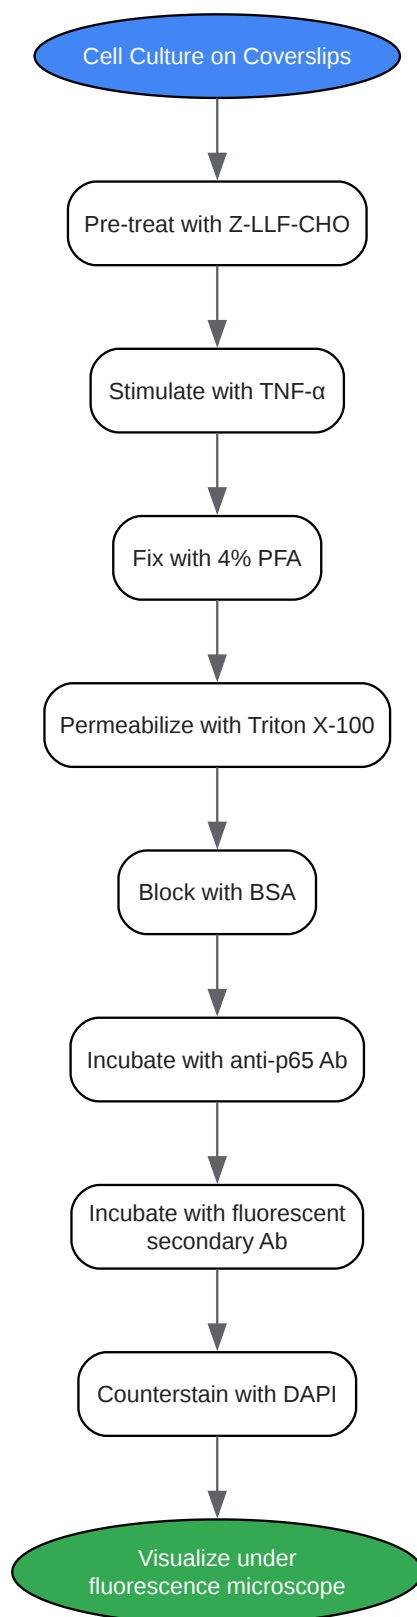 Cell Culture on Coverslips
Pre-treat with Z-LLF-CHO
Stimulate with TNF-α
Fix with 4% PFA
Permeabilize with Triton X-100
Block with BSA
Incubate with anti-p65 Ab
Incubate with fluorescent
secondary Ab
Counterstain with DAPI
Visualize under
fluorescence microscope